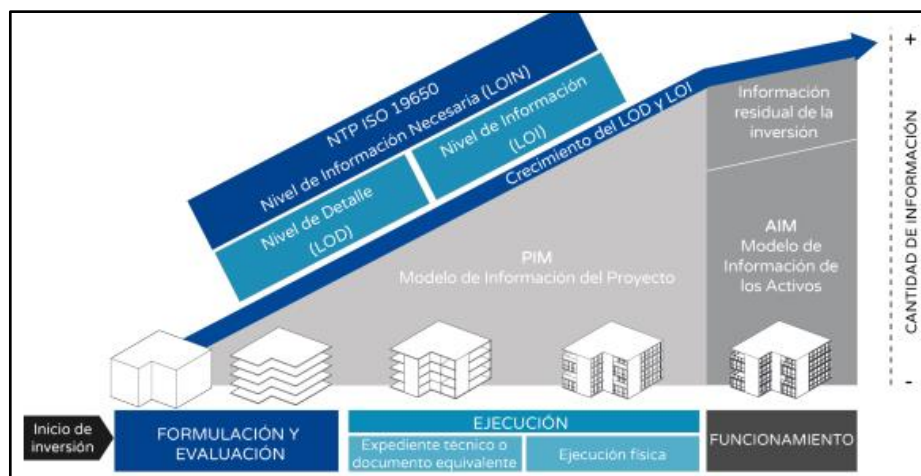 NTP ISO 19650
Nivel de Información Necesaria (LOIN)
Nivel de Detalle
(LOD)
Nivel de Información
(LOI)
Crecimiento del LOD y LOI
Información
residual de la
inversión
PIM
Modelo de Información del Proyecto
AIM
Modelo de
Información de
los Activos
+
CANTIDAD DE INFORMACIÓN
-
Inicio de
inversión
FORMULACIÓN Y
EVALUACIÓN
EJECUCIÓN
Expediente técnico o
documento equivalente
Ejecución física
FUNCIONAMIENTO